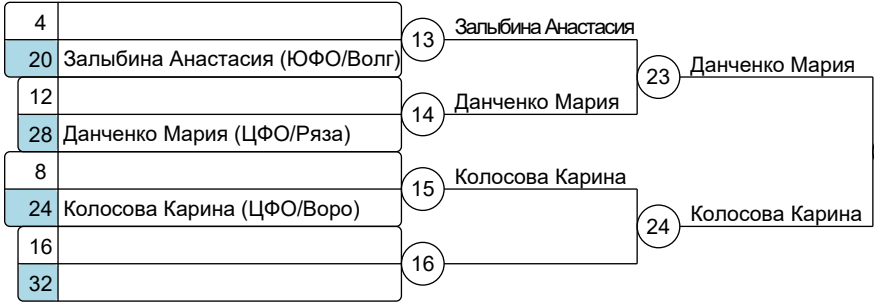 4
20 Залыбина Анастасия (ЮФО/Волг)
12
28 Данченко Мария (ЦФО/Ряза)
8
24 Колосова Карина (ЦФО/Воро)
16
32
13 Залыбина Анастасия
14 Данченко Мария
15 Колосова Карина
16
23 Данченко Мария
24 Колосова Карина